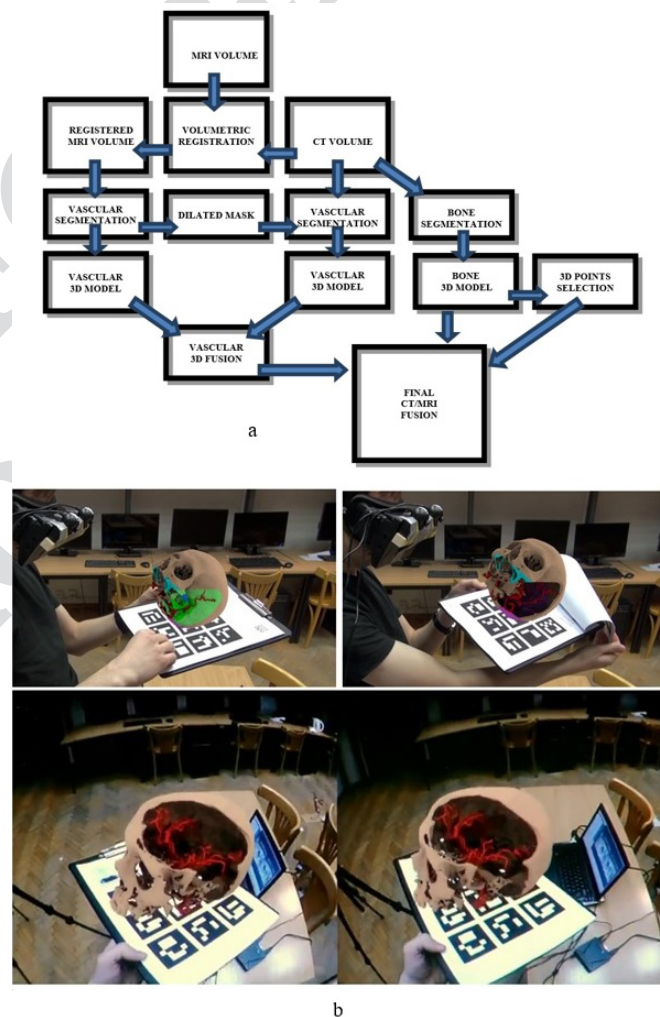 MRI VOLUME
REGISTERED
MRI VOLUME
VOLUMETRIC
REGISTRATION
CT VOLUME
VASCULAR
SEGMENTATION
DILATED MASK
VASCULAR
SEGMENTATION
BONE
SEGMENTATION
VASCULAR
3D MODEL
VASCULAR
3D MODEL
BONE
3D MODEL
3D POINTS
SELECTION
VASCULAR
3D FUSION
FINAL
CT/MRI
FUSION
a
b